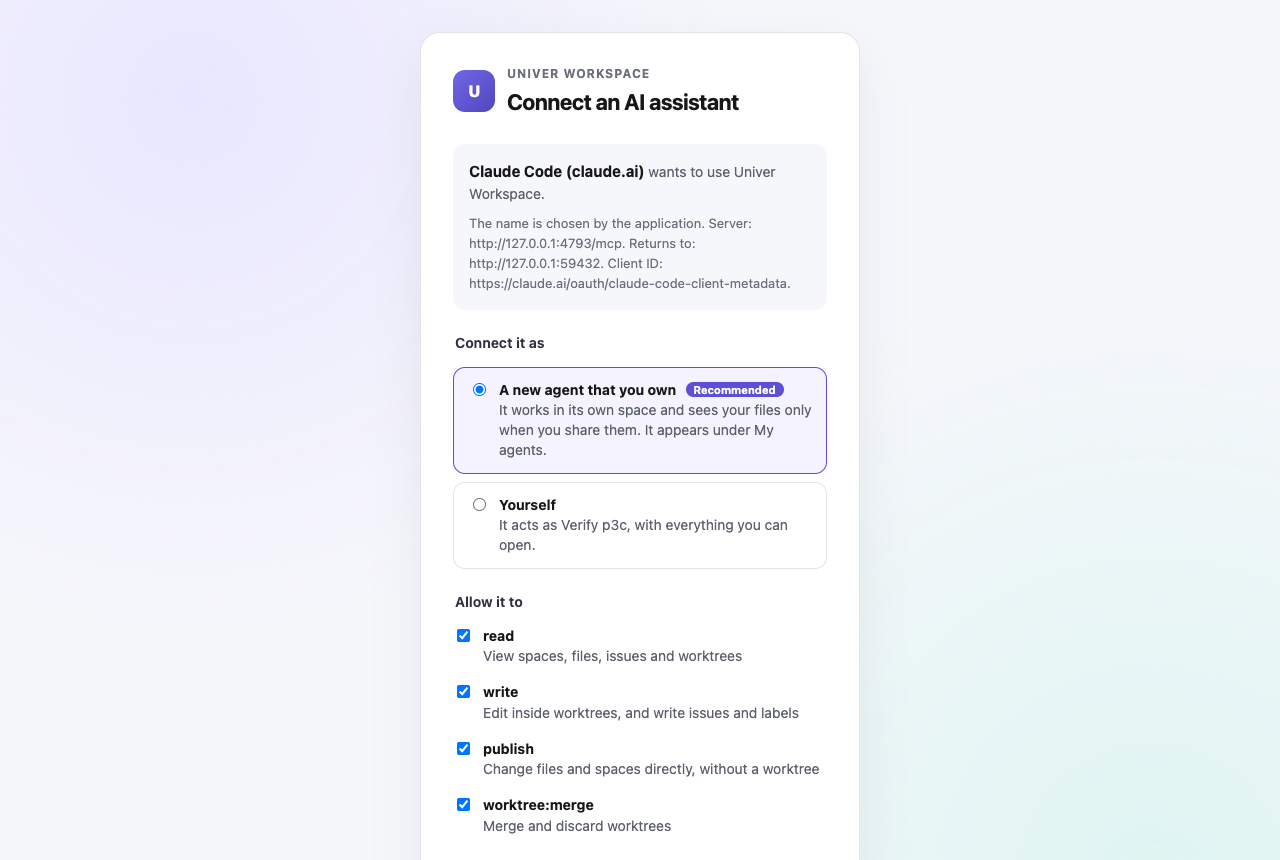 U
UNIVER WORKSPACE
Connect an AI assistant
Claude Code (claude.ai) wants to use Univer
Workspace.
The name is chosen by the application. Server:
http://127.0.0.1:4793/mcp. Returns to:
http://127.0.0.1:59432. Client ID:
https://claude.ai/oauth/claude-code-client-metadata.
Connect it as
A new agent that you own Recommended
It works in its own space and sees your files only
when you share them. It appears under My
agents.
Yourself
It acts as Verify p3c, with everything you can
open.
Allow it to
read
View spaces, files, issues and worktrees
write
Edit inside worktrees, and write issues and labels
publish
Change files and spaces directly, without a worktree
worktree:merge
Merge and discard worktrees